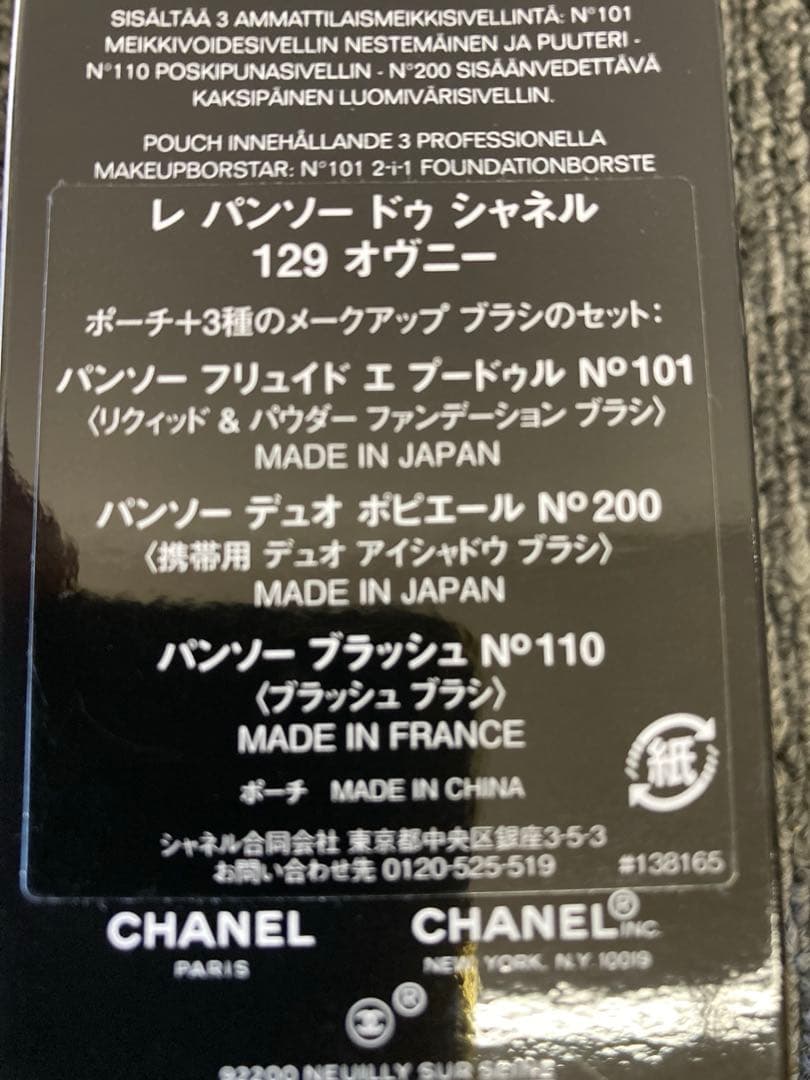 SISÄLTÄÄ 3 AMMATTILAISMEIKKISIVELLINTÄ: N°101
MEIKKIVOIDESIVELLIN NESTEMÄINEN JA PUUTERI -
N°110 POSKIPUNASIVELLIN - N°200 SISÄÄNVEDETTÄVÄ
KAKSIPÄINEN LUOMIVÄRISIVELLIN.
POUCH INNEHÅLLANDE 3 PROFESSIONELLA
MAKEUPBORSTAR: N°101 2-i-1 FOUNDATIONBORSTE
レ パンソー ドゥ シャネル
129 オヴニー
ポーチ+3種のメークアップ ブラシのセット:
パンソー フリュイド エ プードゥル Nº101
〈リクィッド & パウダー ファンデーション ブラシ〉
MADE IN JAPAN
パンソー デュオ ポピエール Nº200
〈携帯用 デュオ アイシャドウ ブラシ〉
MADE IN JAPAN
パンソー ブラッシュ Nº110
〈ブラッシュ ブラシ〉
MADE IN FRANCE
紙
ポーチ MADE IN CHINA
シャネル合同会社 東京都中央区銀座3-5-3
お問い合わせ先 0120-525-519 #138165
CHANEL
PARIS
CHANEL® INC.
NEW YORK, N.Y. 10019
®
92200 NEUILLY SUR SEINE